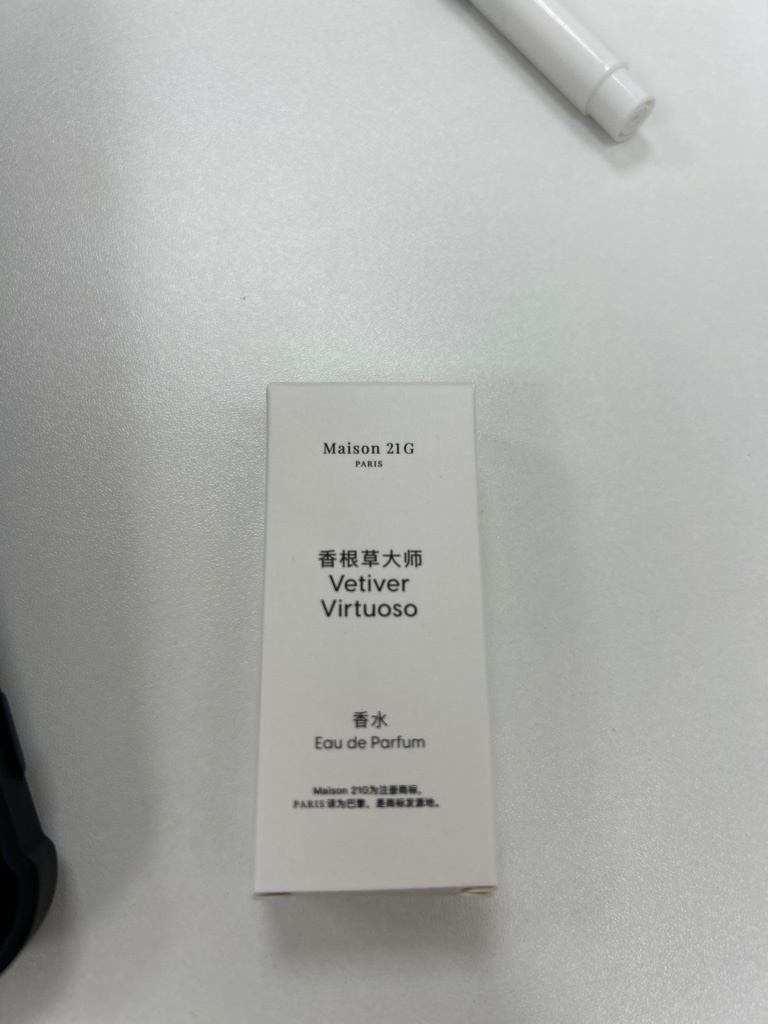 Maison 21G
PARIS
香根草大师
Vetiver
Virtuoso
香水
Eau de Parfum
Maison 21G为注册商标，
PARIS译为巴黎，是商标发源地。